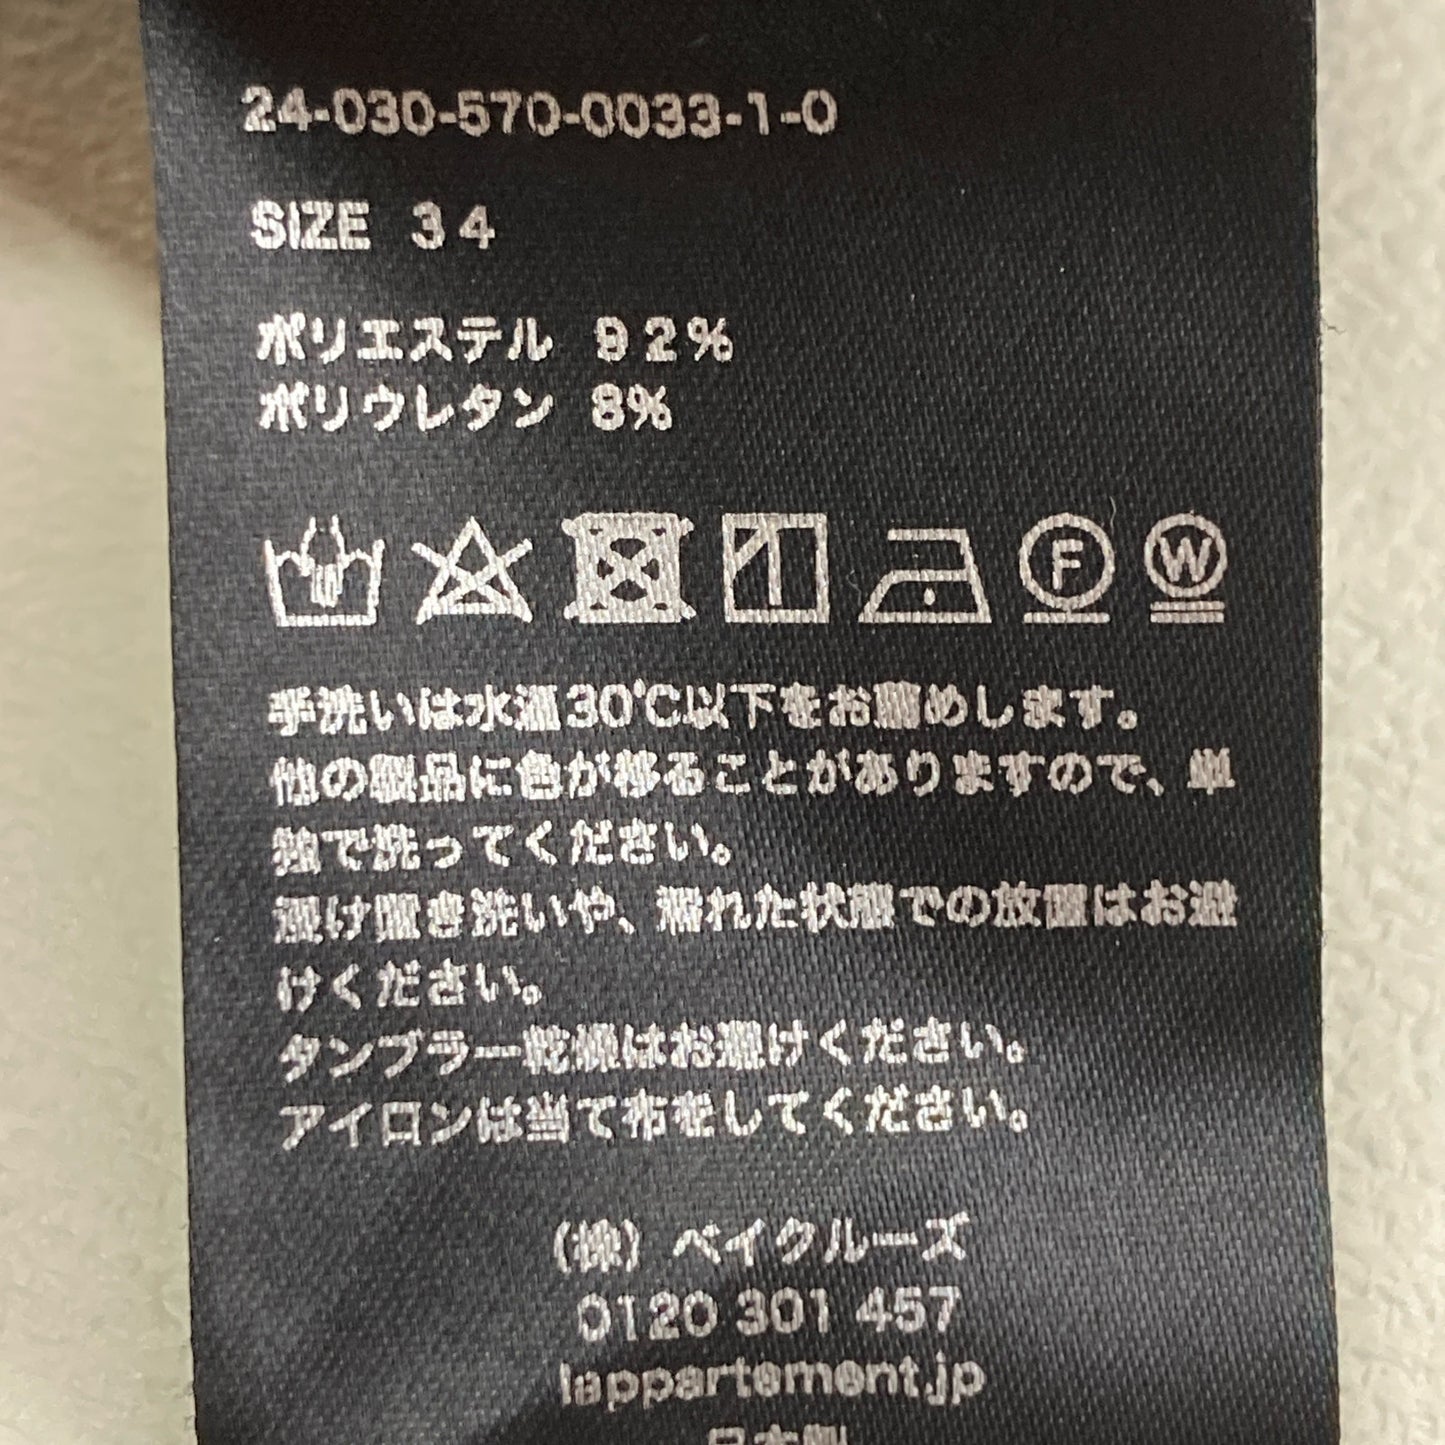 24-030-570-0033-1-0
SIZE 34
ポリエステル 92%
ポリウレタン 8%
F W
手洗いは水温30℃以下をお薦めします。
他の製品に色が移ることがありますので、単
独で洗ってください。
漬け置き洗いや、濡れた状態での放置はお避
けください。
タンブラー乾燥はお避けください。
アイロンは当て布をしてください。
(株) ベイクルーズ
0120 301 457
lappartement.jp
日本製